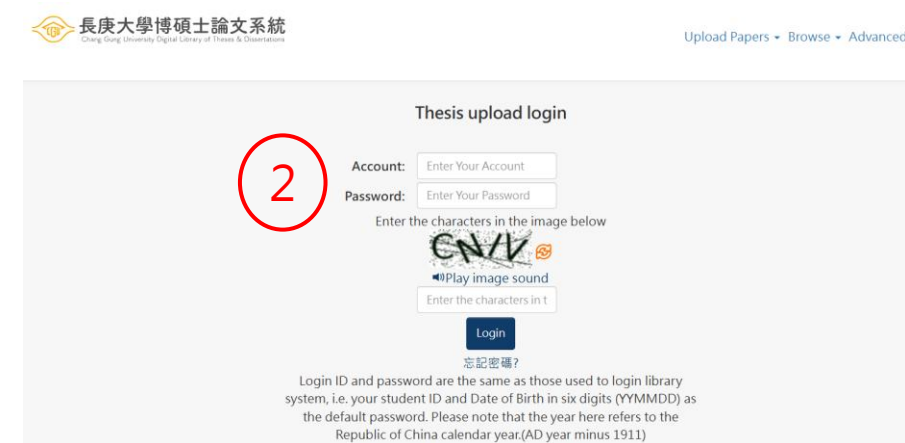 長庚大學博碩士論文系統
Chang Gung University Digital Library of Theses & Dissertations
Upload Papers Browse Advanced
Thesis upload login
2
Account: Enter Your Account
Password: Enter Your Password
Enter the characters in the image below
Play image sound
Enter the characters in t
Login
忘記密碼?
Login ID and password are the same as those used to login library
system, i.e. your student ID and Date of Birth in six digits (YYMMDD) as
the default password. Please note that the year here refers to the
Republic of China calendar year.(AD year minus 1911)